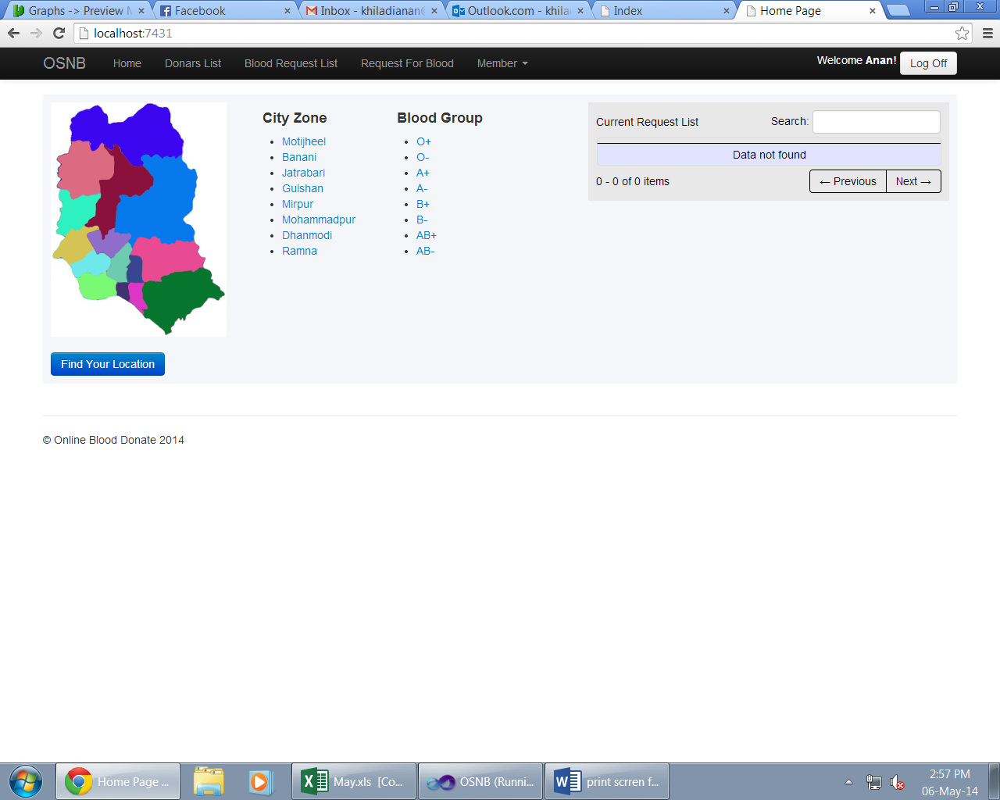 Graphs -> Preview
Facebook
Inbox - khiladianan@
Outlook.com - khila
Index
Home Page
localhost:7431
OSNB
Home
Donars List
Blood Request List
Request For Blood
Member
Welcome Anan!
Log Off
City Zone
Motijheel
Banani
Jatrabari
Gulshan
Mirpur
Mohammadpur
Dhanmodi
Ramna
Blood Group
O+
O-
A+
A-
B+
B-
AB+
AB-
Current Request List
Search:
Data not found
0 - 0 of 0 items
← Previous
Next →
Find Your Location
© Online Blood Donate 2014
Home Page ...
May.xls [Co...
OSNB (Runni...
print scrren f...
2:57 PM
06-May-14